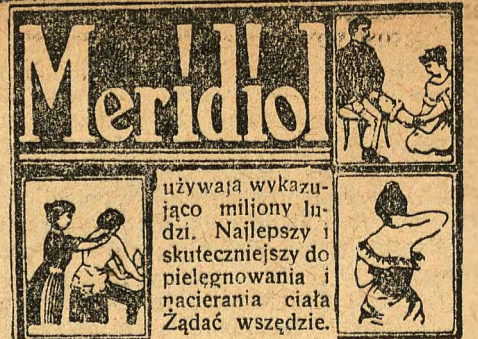 Meridiol
używają wykazu-
jąco miljony lu-
dzi. Najlepszy i
skuteczniejszy do
pielęgnowania i
nacierania ciała
Żądać wszędzie.